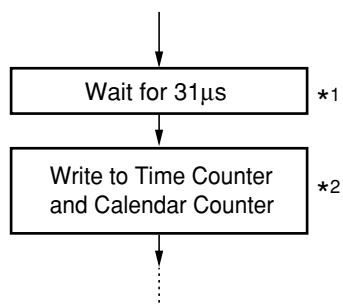 Wait for 31μs
*1
Write to Time Counter
and Calendar Counter
*2